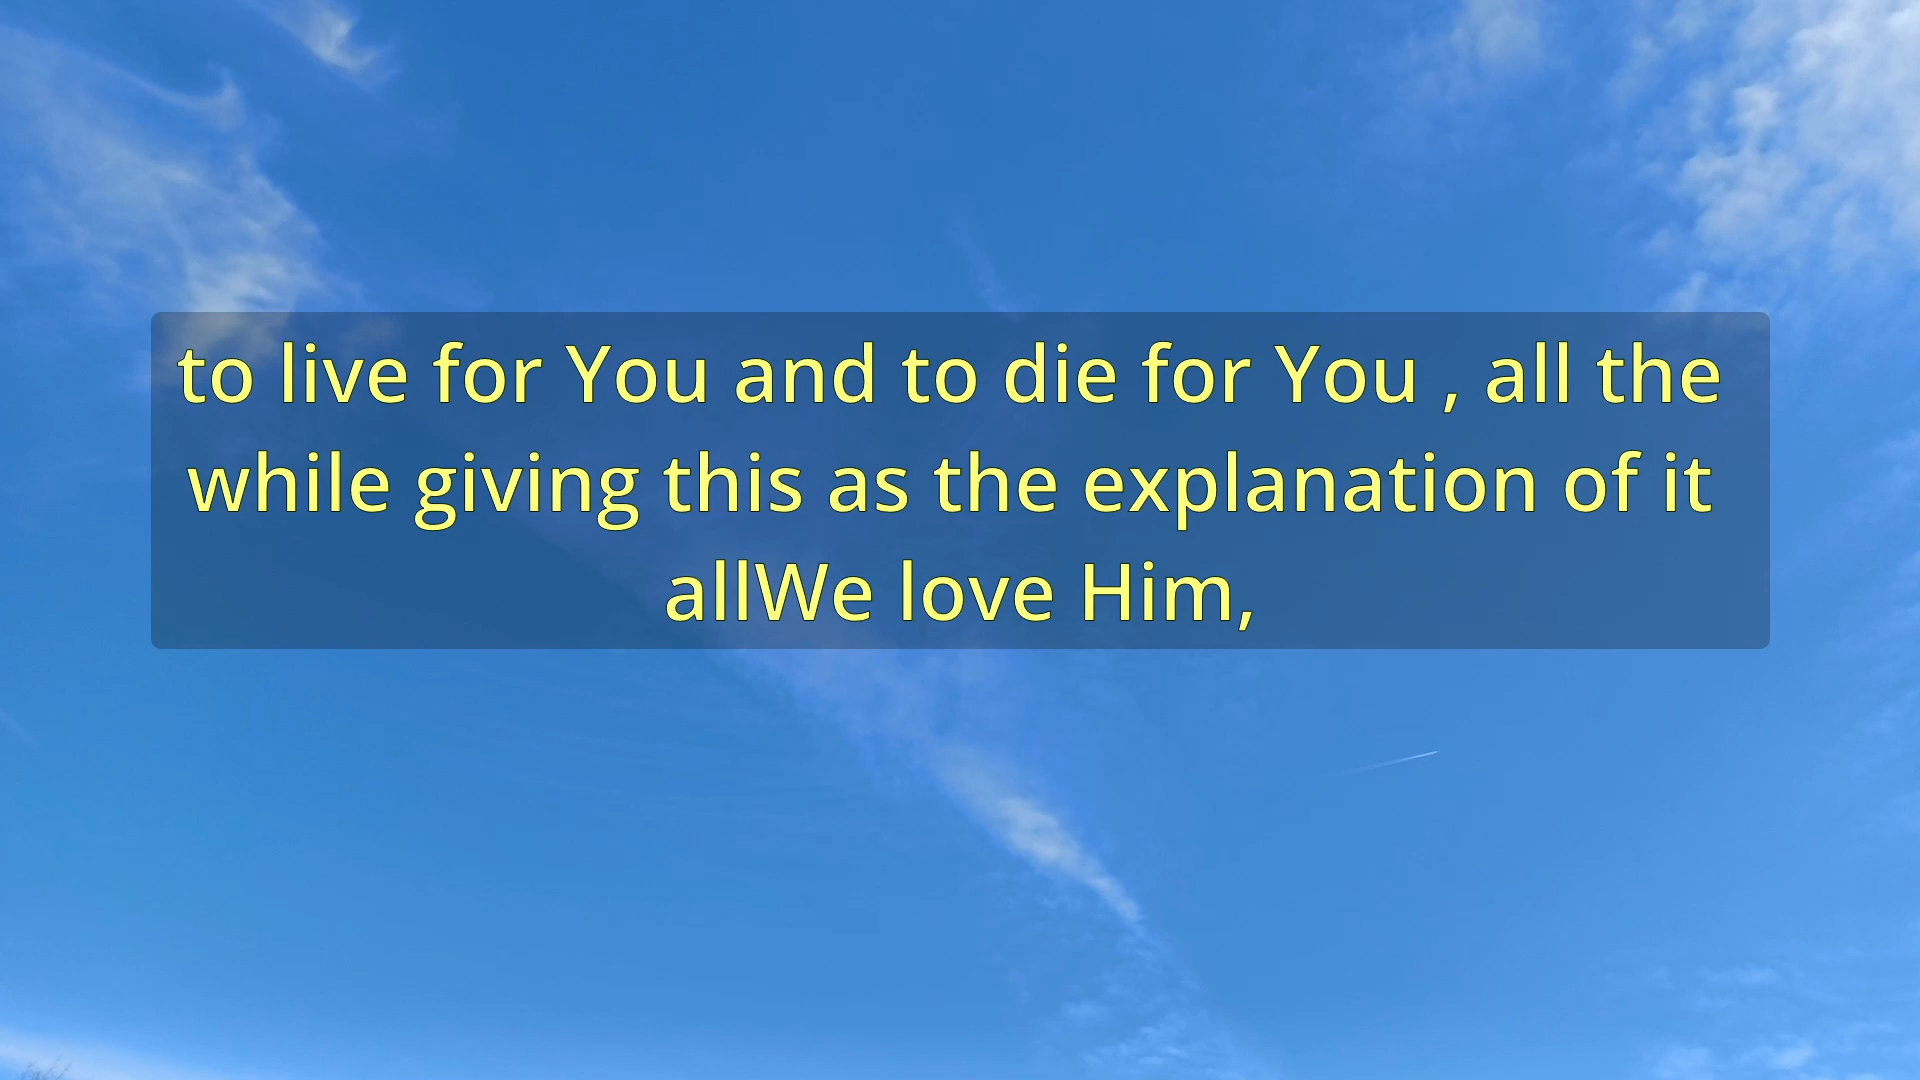 to live for You and to die for You , all the
while giving this as the explanation of it
allWe love Him,